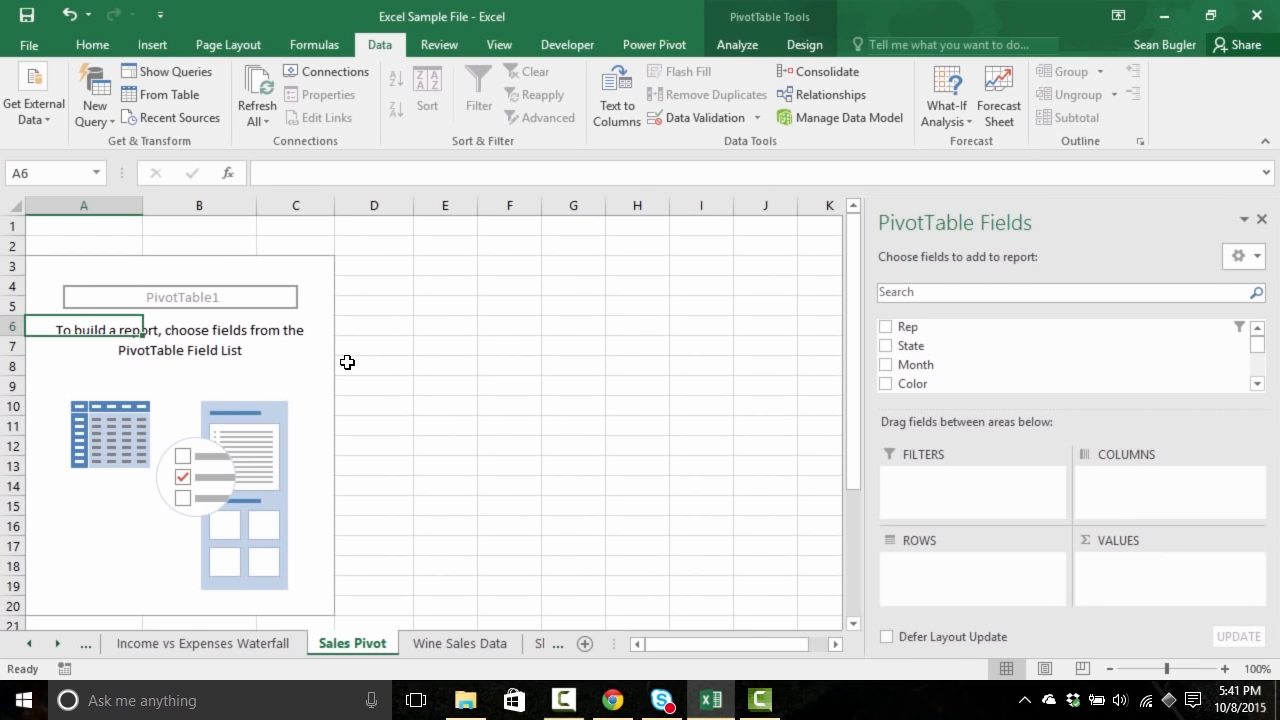 Excel Sample File - Excel
PivotTable Tools
File
Home
Insert
Page Layout
Formulas
Data
Review
View
Developer
Power Pivot
Analyze
Design
Tell me what you want to do...
Sean Bugler
Share
Get External
Data
New
Query
Show Queries
From Table
Recent Sources
Get & Transform
Refresh
All
Connections
Properties
Edit Links
Connections
Sort
Filter
Clear
Reapply
Advanced
Sort & Filter
Text to
Columns
Flash Fill
Remove Duplicates
Data Validation
Consolidate
Relationships
Manage Data Model
Data Tools
What-If
Analysis
Forecast
Sheet
Forecast
Group
Ungroup
Subtotal
Outline
A6
fx
A B C D E F G H I J K
1
2
3
4
5
6
7
8
9
10
11
12
13
14
15
16
17
18
19
20
21
PivotTable1
To build a report, choose fields from the
PivotTable Field List
PivotTable Fields
Choose fields to add to report:
Search
Rep
State
Month
Color
Drag fields between areas below:
FILTERS
COLUMNS
ROWS
Σ VALUES
Defer Layout Update
UPDATE
... Income vs Expenses Waterfall
Sales Pivot
Wine Sales Data
Sl ...
Ready
100%
Ask me anything
5:41 PM
10/8/2015